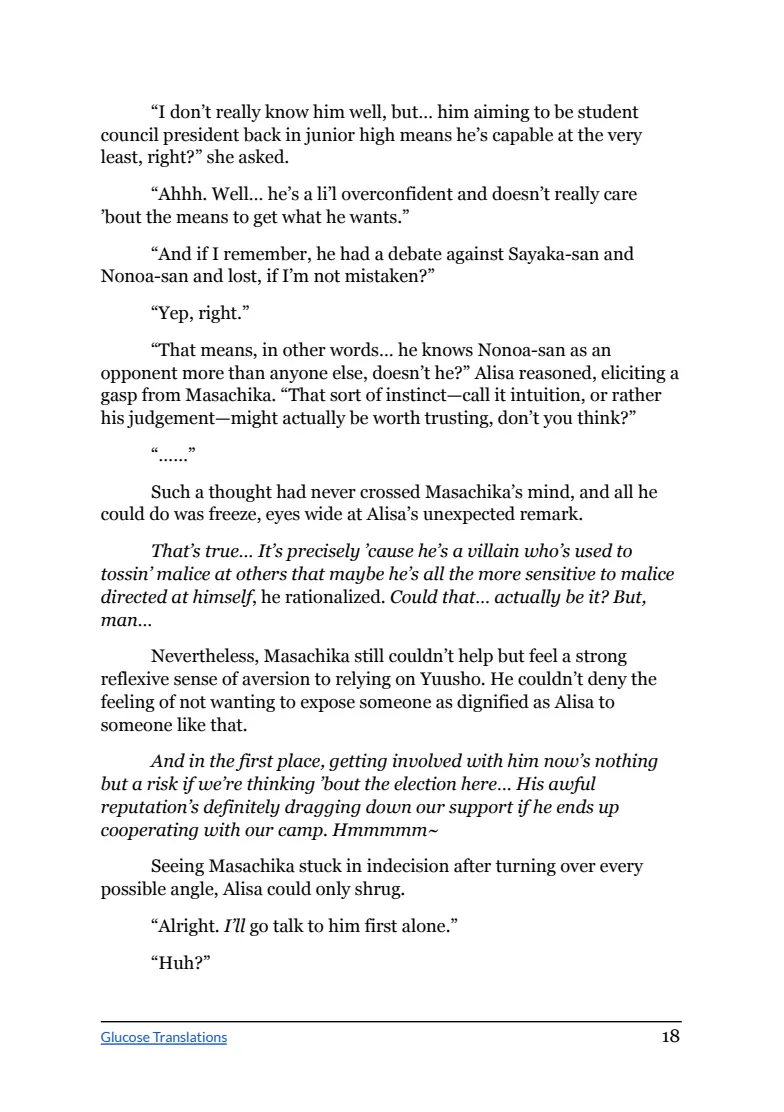 “I don’t really know him well, but… him aiming to be student
council president back in junior high means he’s capable at the very
least, right?” she asked.
“Ahhh. Well… he’s a li’l overconfident and doesn’t really care
’bout the means to get what he wants.”
“And if I remember, he had a debate against Sayaka-san and
Nonoa-san and lost, if I’m not mistaken?”
“Yep, right.”
“That means, in other words… he knows Nonoa-san as an
opponent more than anyone else, doesn’t he?” Alisa reasoned, eliciting a
gasp from Masachika. “That sort of instinct—call it intuition, or rather
his judgement—might actually be worth trusting, don’t you think?”
“……”
Such a thought had never crossed Masachika’s mind, and all he
could do was freeze, eyes wide at Alisa’s unexpected remark.
That’s true… It’s precisely ’cause he’s a villain who’s used to
tossin’ malice at others that maybe he’s all the more sensitive to malice
directed at himself, he rationalized. Could that… actually be it? But,
man…
Nevertheless, Masachika still couldn’t help but feel a strong
reflexive sense of aversion to relying on Yuusho. He couldn’t deny the
feeling of not wanting to expose someone as dignified as Alisa to
someone like that.
And in the first place, getting involved with him now’s nothing
but a risk if we’re thinking ’bout the election here… His awful
reputation’s definitely dragging down our support if he ends up
cooperating with our camp. Hmmmmm~
Seeing Masachika stuck in indecision after turning over every
possible angle, Alisa could only shrug.
“Alright. I’ll go talk to him first alone.”
“Huh?”
Glucose Translations 18